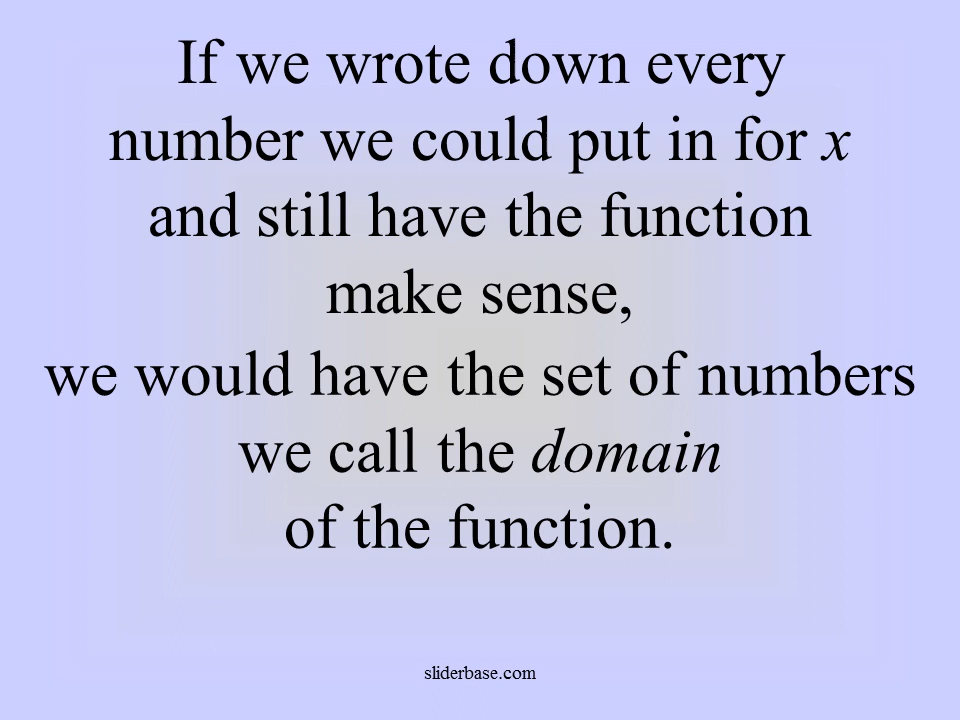 If we wrote down every
number we could put in for x
and still have the function
make sense,
we would have the set of numbers
we call the domain
of the function.
sliderbase.com